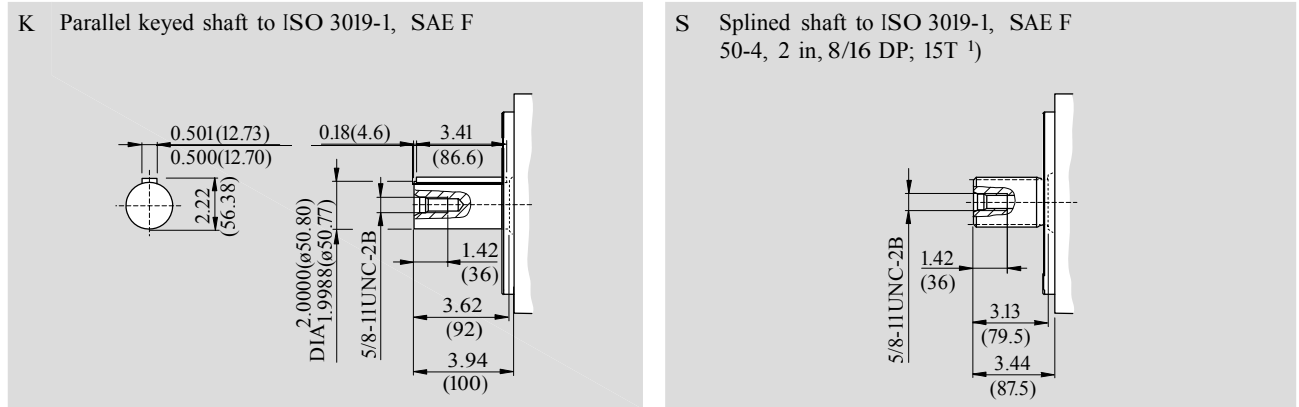 K Parallel keyed shaft to ISO 3019-1, SAE F
0.501(12.73)
0.500(12.70)
2.22
(56.38)
0.18(4.6)
3.41
(86.6)
2.0000(ø50.80)
DIA 1.9988(ø50.77)
5/8-11UNC-2B
1.42
(36)
3.62
(92)
3.94
(100)
S Splined shaft to ISO 3019-1, SAE F
50-4, 2 in, 8/16 DP; 15T ¹)
5/8-11UNC-2B
1.42
(36)
3.13
(79.5)
3.44
(87.5)